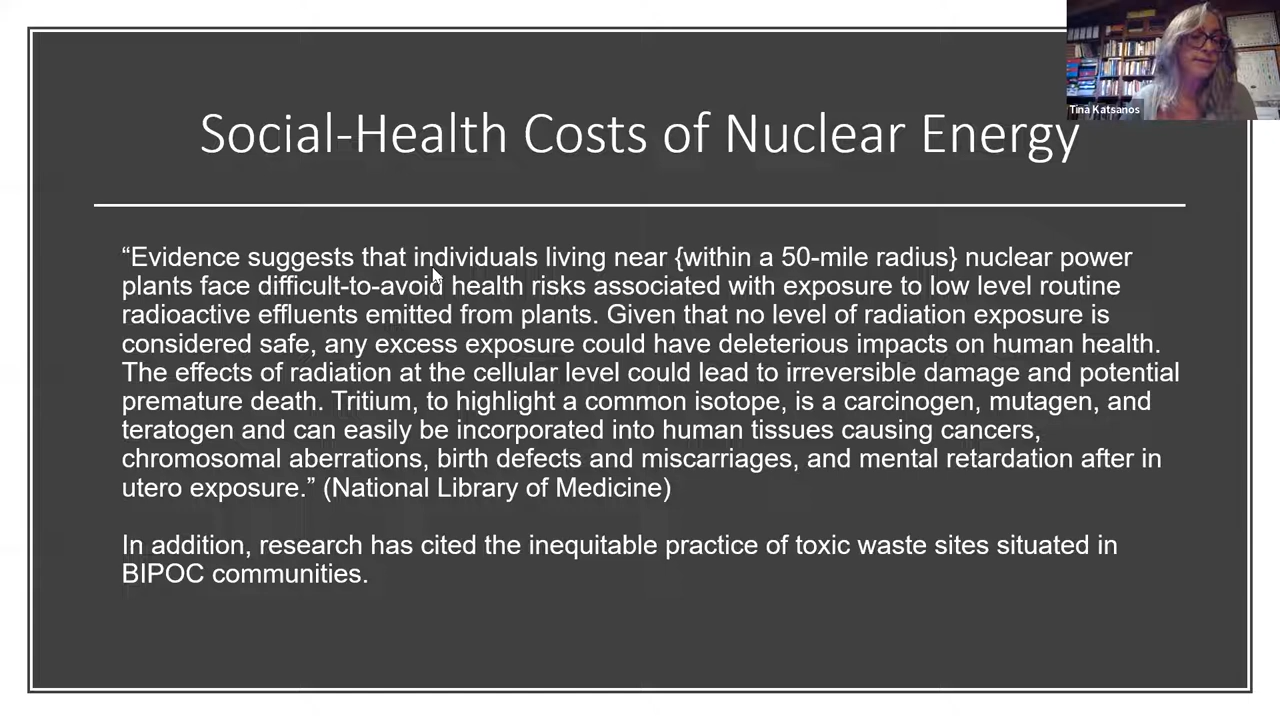 Tina Katsanos
Social-Health Costs of Nuclear Energy
“Evidence suggests that individuals living near {within a 50-mile radius} nuclear power
plants face difficult-to-avoid health risks associated with exposure to low level routine
radioactive effluents emitted from plants. Given that no level of radiation exposure is
considered safe, any excess exposure could have deleterious impacts on human health.
The effects of radiation at the cellular level could lead to irreversible damage and potential
premature death. Tritium, to highlight a common isotope, is a carcinogen, mutagen, and
teratogen and can easily be incorporated into human tissues causing cancers,
chromosomal aberrations, birth defects and miscarriages, and mental retardation after in
utero exposure.” (National Library of Medicine)
In addition, research has cited the inequitable practice of toxic waste sites situated in
BIPOC communities.